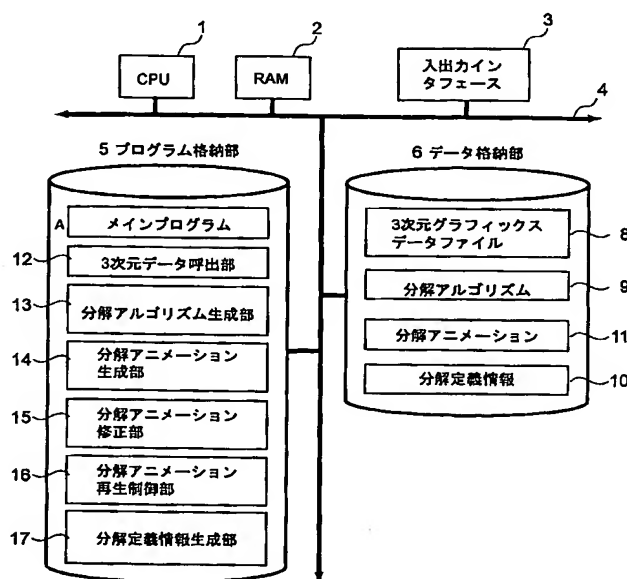 1
2
3
CPU
RAM
入出力イン
タフェース
4
5 プログラム格納部
6 データ格納部
A
メインプログラム
12
3次元データ呼出部
13
分解アルゴリズム生成部
14
分解アニメーション
生成部
15
分解アニメーション
修正部
16
分解アニメーション
再生制御部
17
分解定義情報生成部
3次元グラフィックス
データファイル
8
分解アルゴリズム
9
分解アニメーション
11
分解定義情報
10